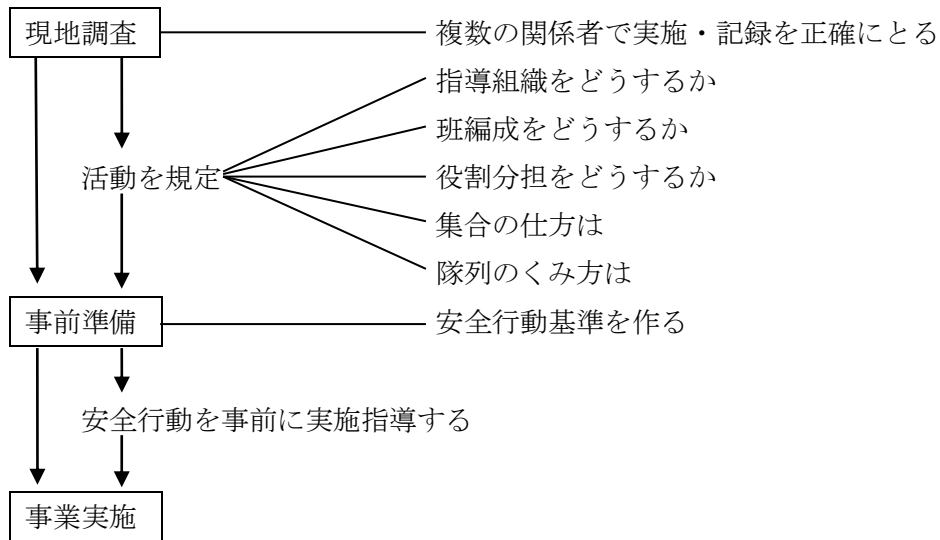 現地調査
複数の関係者で実施・記録を正確にとる
指導組織をどうするか
班編成をどうするか
活動を規定
役割分担をどうするか
集合の仕方は
隊列のくみ方は
事前準備
安全行動基準を作る
安全行動を事前に実施指導する
事業実施